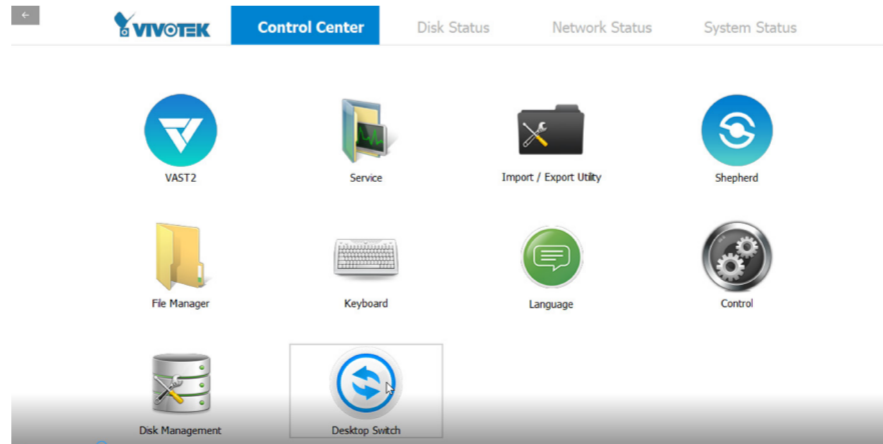 VIVOTEK Control Center Disk Status Network Status System Status
VAST2 Service Import / Export Utility Shepherd
File Manager Keyboard Language Control
Disk Management Desktop Switch